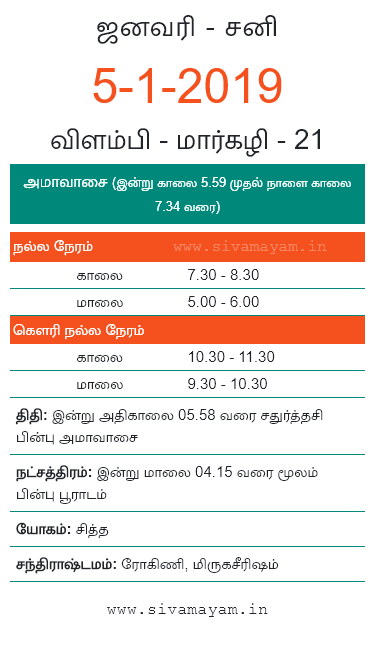 ஜனவரி - சனி
5-1-2019
விளம்பி - மார்கழி - 21
அமாவாசை (இன்று காலை 5.59 முதல் நாளை காலை
7.34 வரை)
நல்ல நேரம் www.sivamayam.in
காலை 7.30 - 8.30
மாலை 5.00 - 6.00
கௌரி நல்ல நேரம்
காலை 10.30 - 11.30
மாலை 9.30 - 10.30
திதி: இன்று அதிகாலை 05.58 வரை சதுர்த்தசி
பின்பு அமாவாசை
நட்சத்திரம்: இன்று மாலை 04.15 வரை மூலம்
பின்பு பூராடம்
யோகம்: சித்த
சந்திராஷ்டமம்: ரோகிணி, மிருகசீரிஷம்
www.sivamayam.in